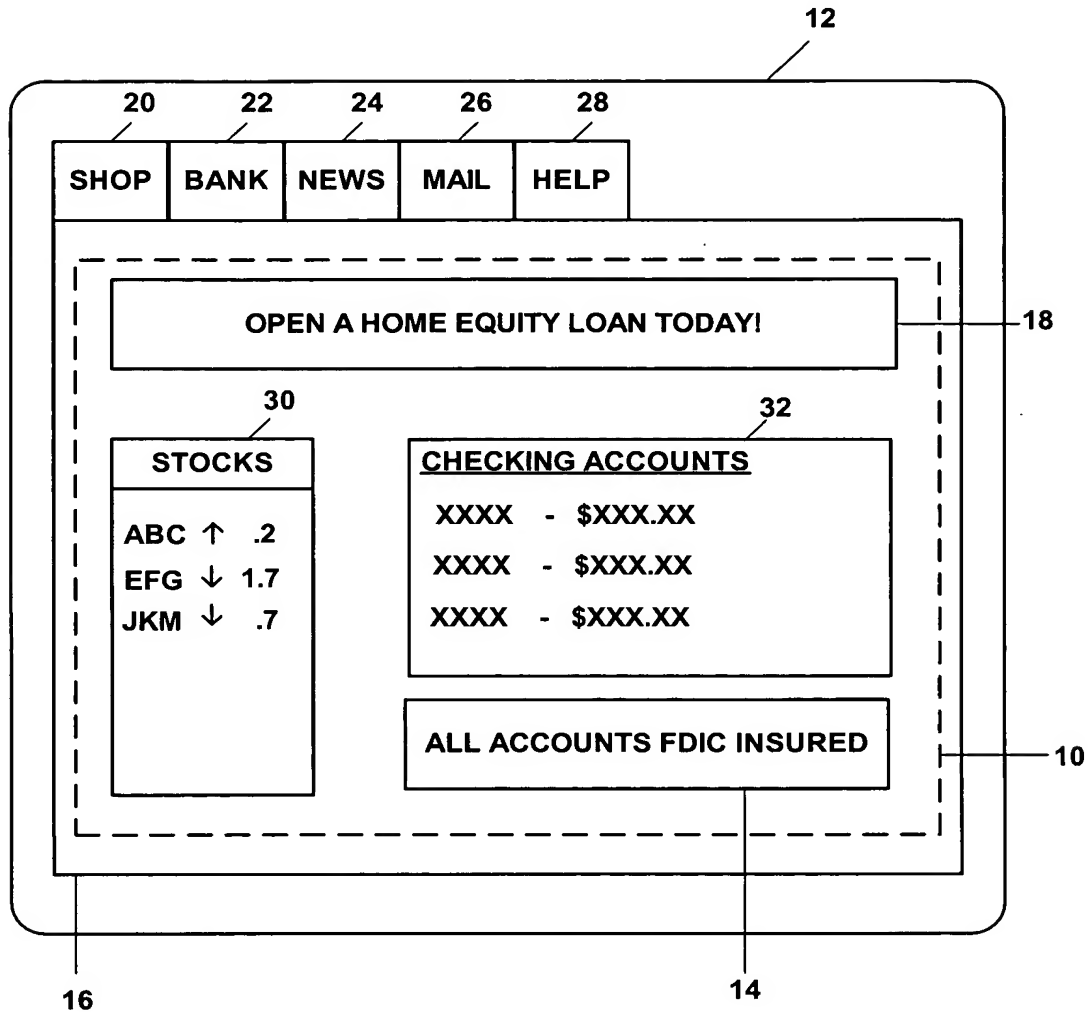 12
20 22 24 26 28
SHOP BANK NEWS MAIL HELP
OPEN A HOME EQUITY LOAN TODAY!
18
30
STOCKS
ABC ↑ .2
EFG ↓ 1.7
JKM ↓ .7
32
CHECKING ACCOUNTS
XXXX - $XXX.XX
XXXX - $XXX.XX
XXXX - $XXX.XX
ALL ACCOUNTS FDIC INSURED
10
16
14